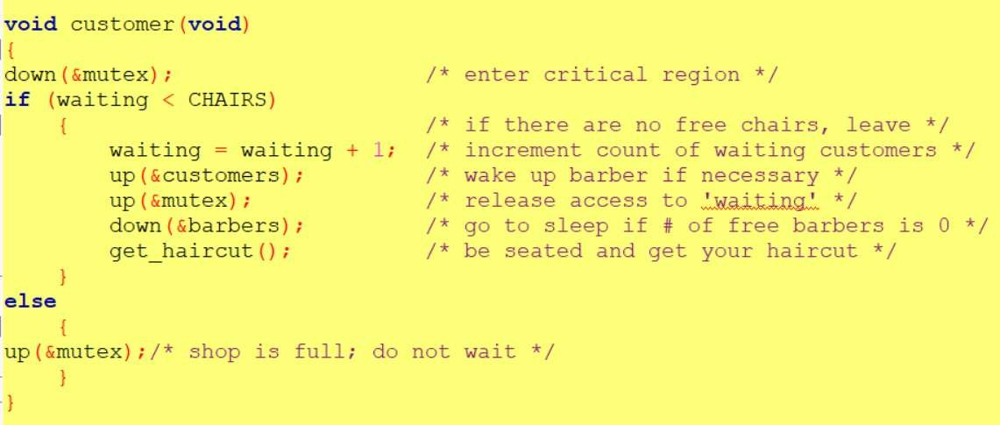 void customer(void)
{
down(&mutex); /* enter critical region */
if (waiting < CHAIRS)
{ /* if there are no free chairs, leave */
waiting = waiting + 1; /* increment count of waiting customers */
up(&customers); /* wake up barber if necessary */
up(&mutex); /* release access to 'waiting' */
down(&barbers); /* go to sleep if # of free barbers is 0 */
get_haircut(); /* be seated and get your haircut */
}
else
{
up(&mutex);/* shop is full; do not wait */
}
}